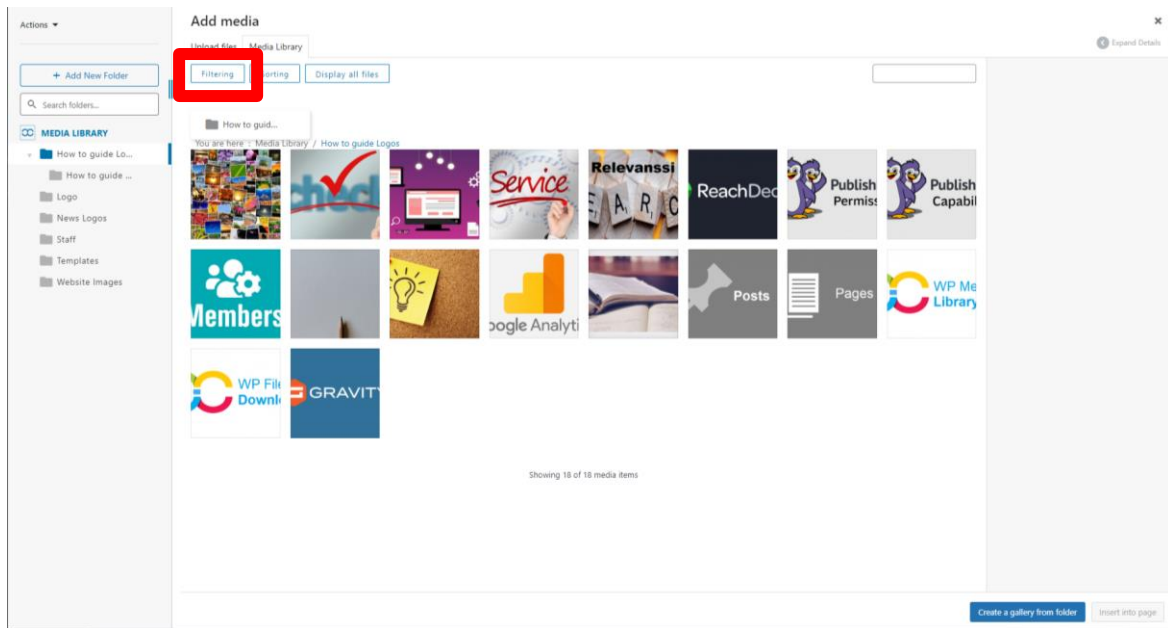 Actions
Add media
Upload files
Media Library
Expand Details
+ Add New Folder
Filtering
Display all files
Search folders...
MEDIA LIBRARY
How to guide Lo...
How to guide ...
Logo
News Logos
Staff
Templates
Website Images
How to guid...
You are here : Media Library / How to guide Logos
check
Service
Relevanssi
EARC
ReachDec
Publish
Permiss
Publish
Capabil
Members
oogle Analyti
Posts
Pages
WP Me
Library
WP File
Downl
GRAVIT
Showing 18 of 18 media items
Create a gallery from folder
Insert into page